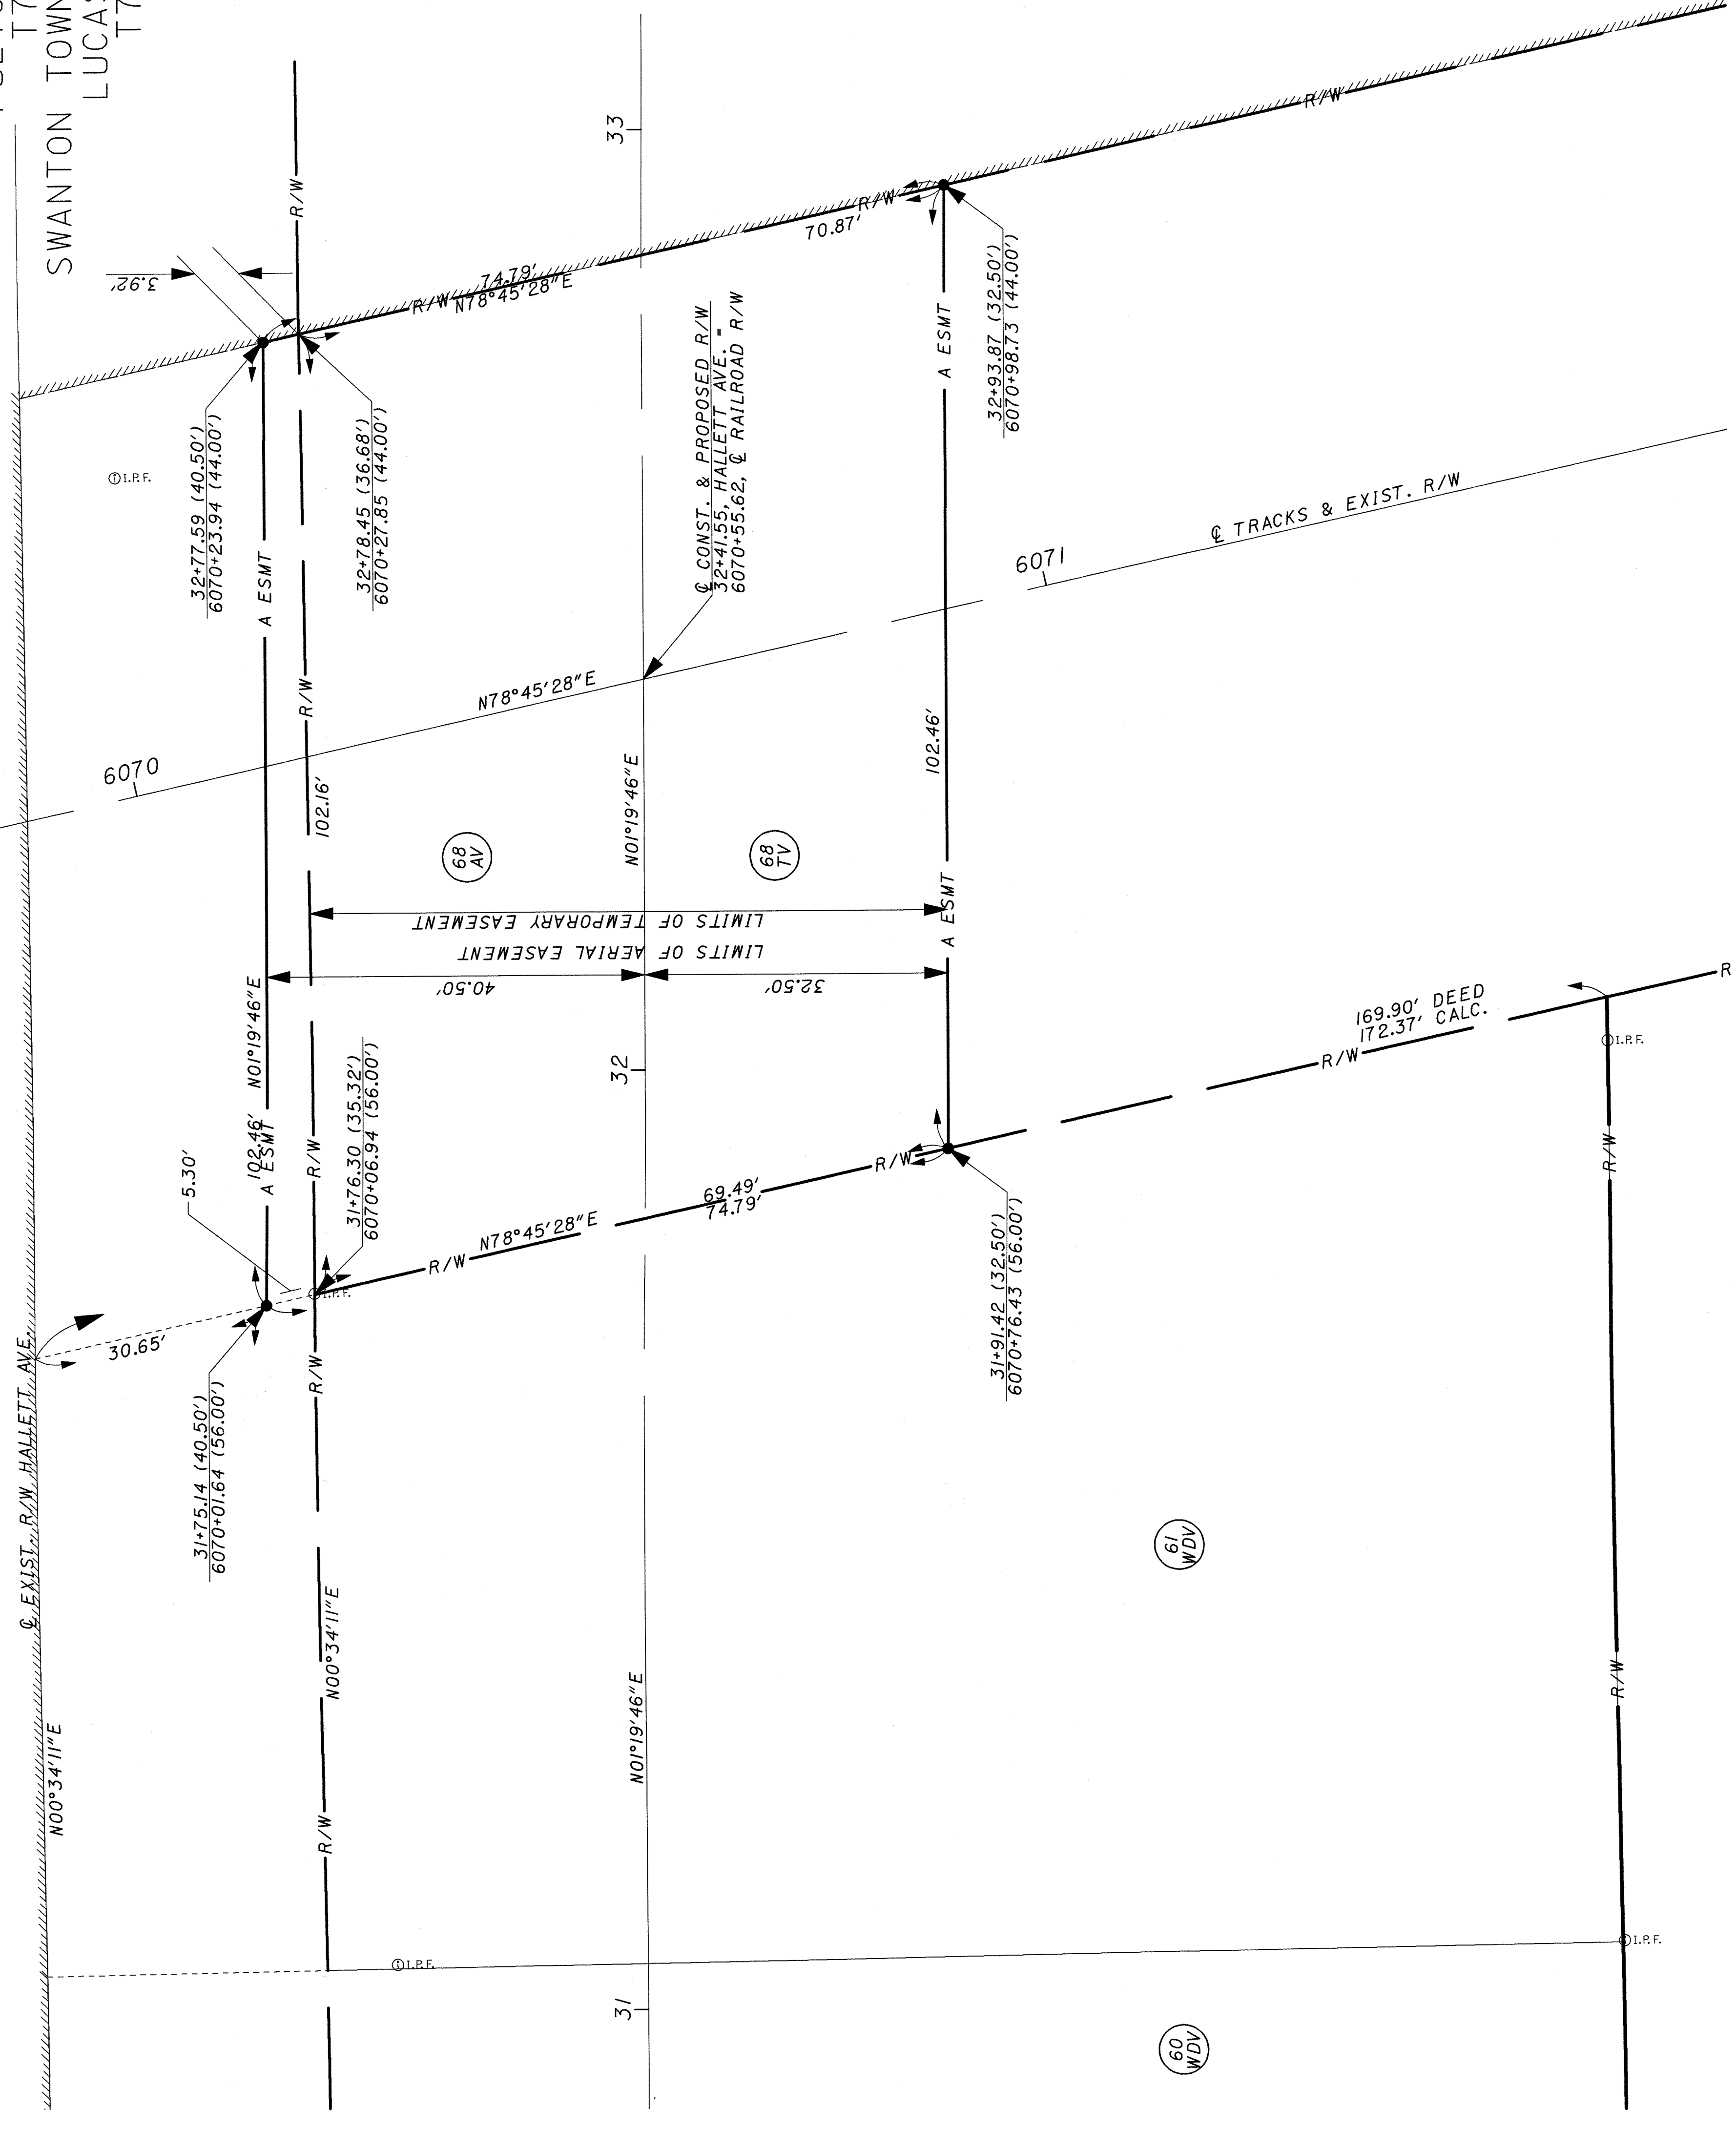 SWANTON TOWN
LUCAS
3.92'
R/W
33
R/W
74.79'
R/W N78°45'28"E
70.87'
R/W
I.P.F.
32+77.59 (40.50')
6070+23.94 (44.00')
32+78.45 (36.68')
6070+27.85 (44.00')
℄ CONST. & PROPOSED R/W
32+41.55, HALLETT AVE. =
6070+55.62, ℄ RAILROAD R/W
32+93.87 (32.50')
6070+98.73 (44.00')
A ESMT
A ESMT
℄ TRACKS & EXIST. R/W
6071
N78°45'28"E
6070
R/W
102.16'
N01°19'46"E
102.46'
68
AV
68
TV
LIMITS OF TEMPORARY EASEMENT
LIMITS OF AERIAL EASEMENT
40.50'
32.50'
A ESMT
N01°19'46"E
102.46'
A ESMT
32
169.90' DEED
172.37' CALC.
R/W
R
I.P.F.
31+76.30 (35.32')
6070+06.94 (56.00')
5.30'
R/W
R/W
69.49'
74.79'
N78°45'28"E
R/W
I.P.F.
30.65'
R/W
31+91.42 (32.50')
6070+76.43 (56.00')
R/W
℄ EXIST. R/W HALLETT AVE.
31+75.14 (40.50')
6070+01.64 (56.00')
61
WDV
N00°34'11"E
N00°34'11"E
N01°19'46"E
R/W
R/W
I.P.F.
I.P.F.
31
60
WDV